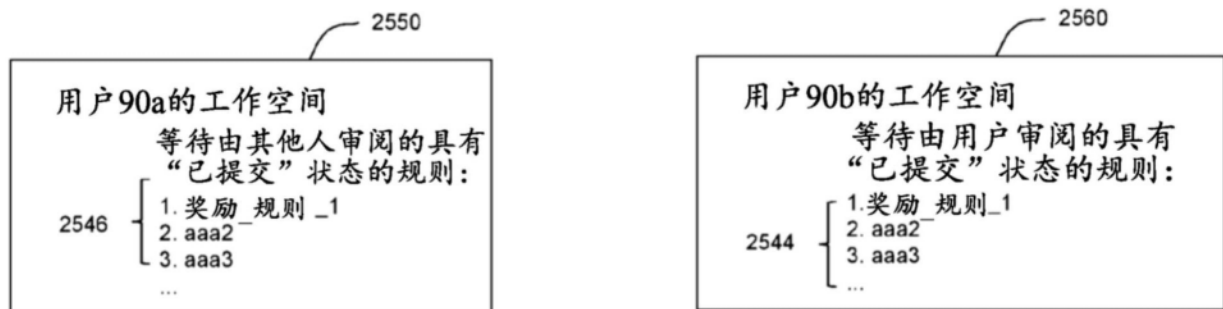 2550
用户90a的工作空间
等待由其他人审阅的具有
“已提交”状态的规则：
2546
1. 奖励_规则_1
2. aaa2
3. aaa3
...
2560
用户90b的工作空间
等待由用户审阅的具有
“已提交”状态的规则：
2544
1. 奖励_规则_1
2. aaa2
3. aaa3
...